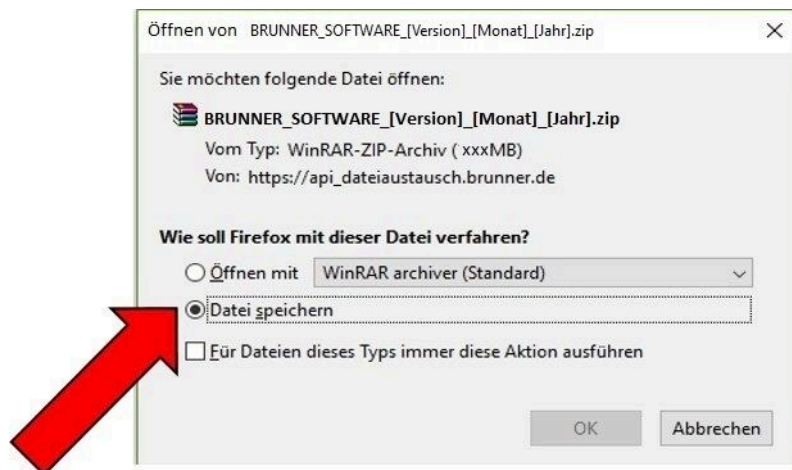 Öffnen von BRUNNER_SOFTWARE_[Version]_[Monat]_[Jahr].zip
Sie möchten folgende Datei öffnen:
BRUNNER_SOFTWARE_[Version]_[Monat]_[Jahr].zip
Vom Typ: WinRAR-ZIP-Archiv ( xxxMB)
Von: https://api_dateiaustausch.brunner.de
Wie soll Firefox mit dieser Datei verfahren?
Öffnen mit WinRAR archiver (Standard)
Datei speichern
Für Dateien dieses Typs immer diese Aktion ausführen
OK Abbrechen